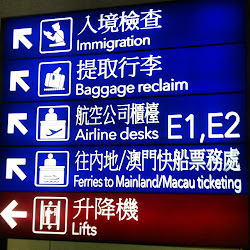 入境檢查
Immigration
提取行李
Baggage reclaim
航空公司櫃檯
Airline desks E1,E2
往內地/澳門快船票務處
Ferries to Mainland/Macau ticketing
升降機
Lifts